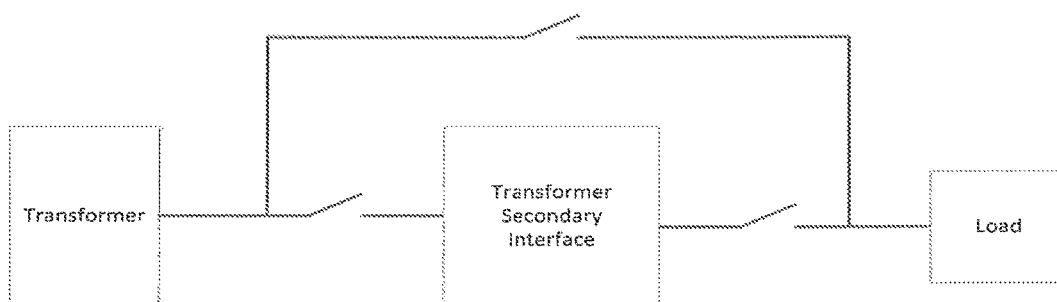 Transformer
Transformer
Secondary
Interface
Load